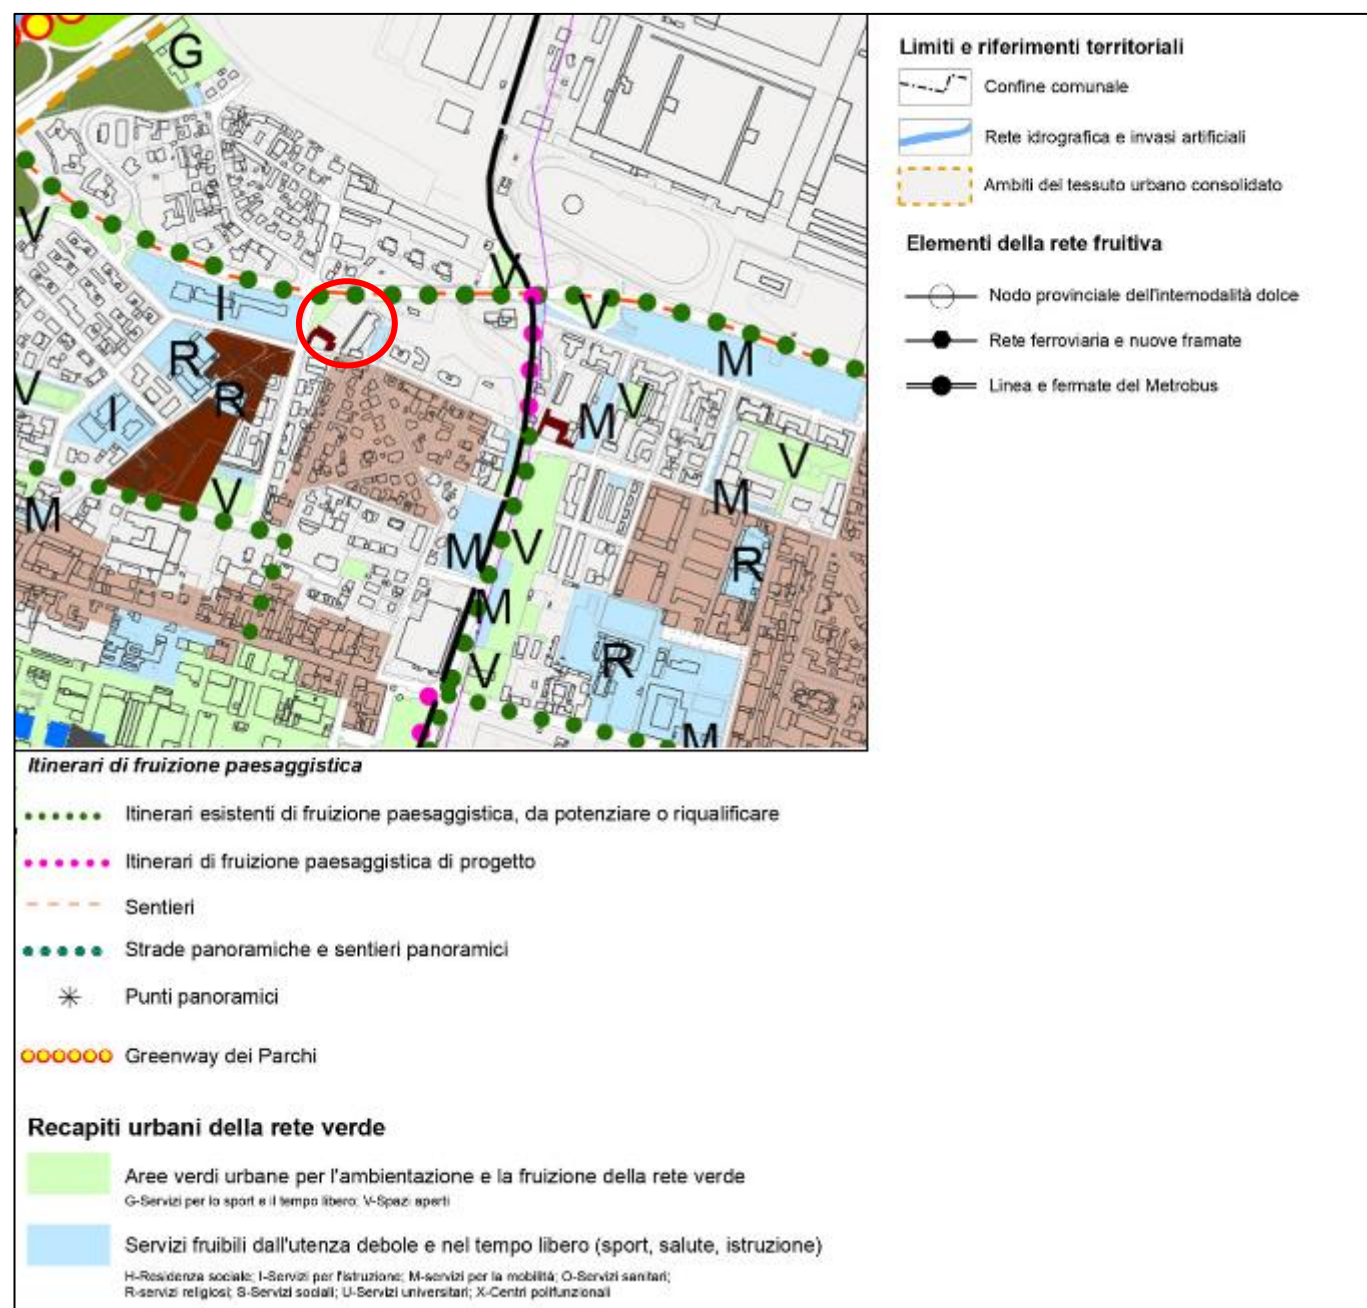 G
V
V
I
V
R
M
R
V
I
M
V
V
V
M
M
V
M
R
M
R
V
M
Limiti e riferimenti territoriali
Confine comunale
Rete idrografica e invasi artificiali
Ambiti del tessuto urbano consolidato
Elementi della rete fruitiva
Nodo provinciale dell'intemodalità dolce
Rete ferroviaria e nuove framate
Linea e fermate del Metrobus
Itinerari di fruizione paesaggistica
Itinerari esistenti di fruizione paesaggistica, da potenziare o riqualificare
Itinerari di fruizione paesaggistica di progetto
Sentieri
Strade panoramiche e sentieri panoramici
Punti panoramici
Greenway dei Parchi
Recapiti urbani della rete verde
Aree verdi urbane per l'ambientazione e la fruizione della rete verde
G-Servizi per lo sport e il tempo libero; V-Spazi aperti
Servizi fruibili dall'utenza debole e nel tempo libero (sport, salute, istruzione)
H-Residenza sociale; I-Servizi per l'istruzione; M-servizi per la mobilità; O-Servizi sanitari;
R-servizi religiosi; S-Servizi sociali; U-Servizi universitari; X-Centri polifunzionali